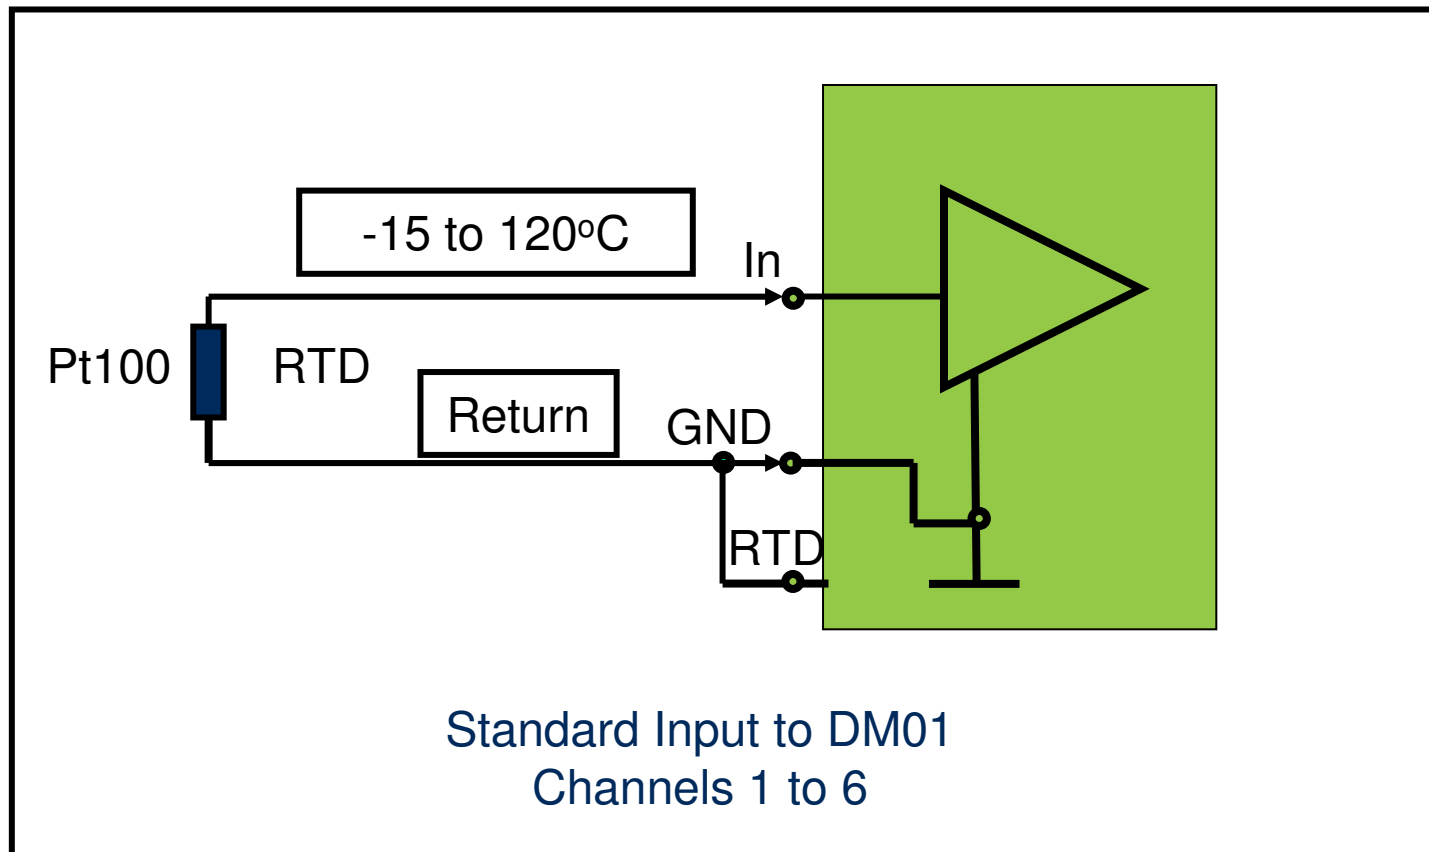 -15 to 120ºC
In
Pt100
RTD
Return
GND
RTD
Standard Input to DM01
Channels 1 to 6